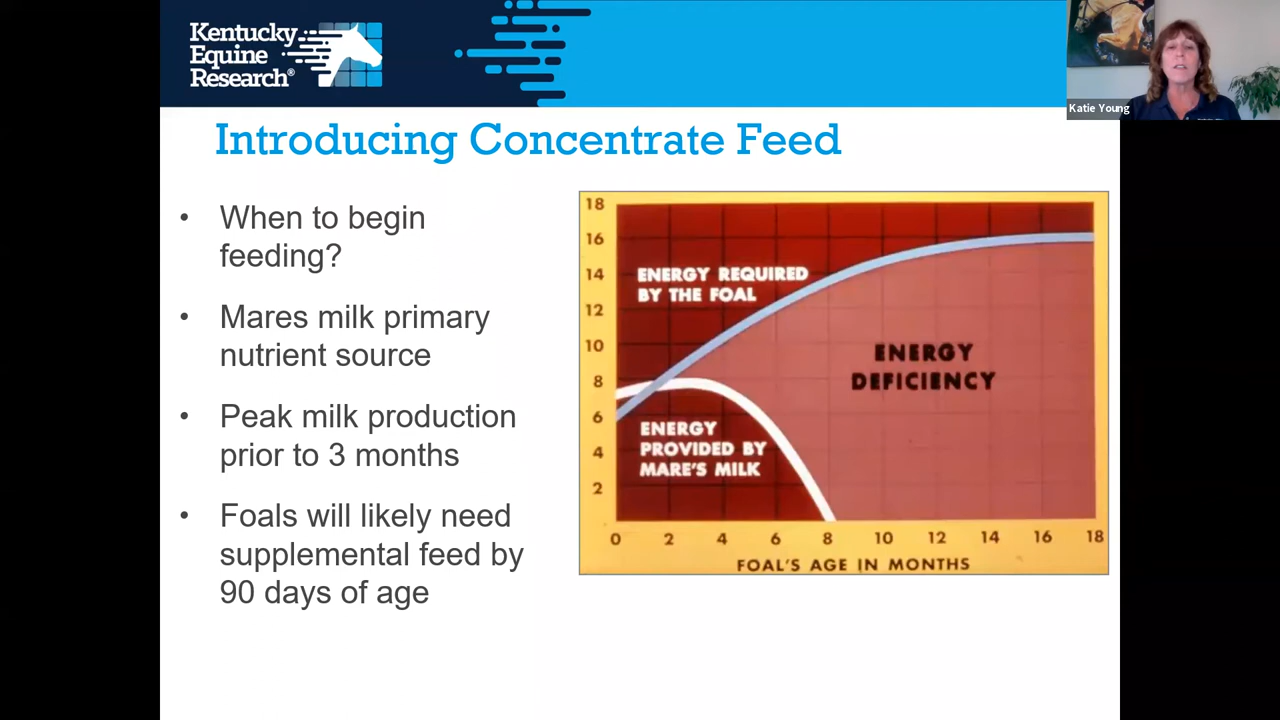 Kentucky
Equine
Research®
Katie Young
Introducing Concentrate Feed
• When to begin
feeding?
• Mares milk primary
nutrient source
• Peak milk production
prior to 3 months
• Foals will likely need
supplemental feed by
90 days of age
18
16
14
12
10
8
6
4
2
ENERGY REQUIRED
BY THE FOAL
ENERGY
DEFICIENCY
ENERGY
PROVIDED BY
MARE'S MILK
0 2 4 6 8 10 12 14 16 18
FOAL'S AGE IN MONTHS